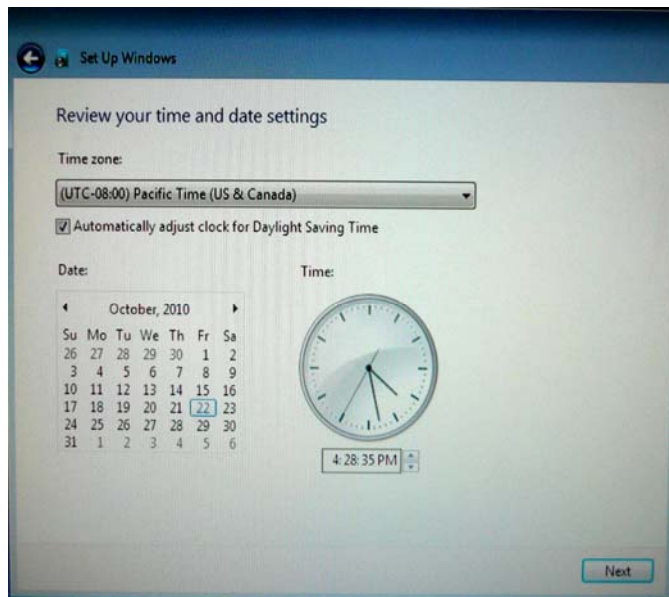 Set Up Windows
Review your time and date settings
Time zone:
(UTC-08:00) Pacific Time (US & Canada)
Automatically adjust clock for Daylight Saving Time
Date:
Time:
October, 2010
Su Mo Tu We Th Fr Sa
26 27 28 29 30 1 2
3 4 5 6 7 8 9
10 11 12 13 14 15 16
17 18 19 20 21 22 23
24 25 26 27 28 29 30
31 1 2 3 4 5 6
4:28:35 PM
Next